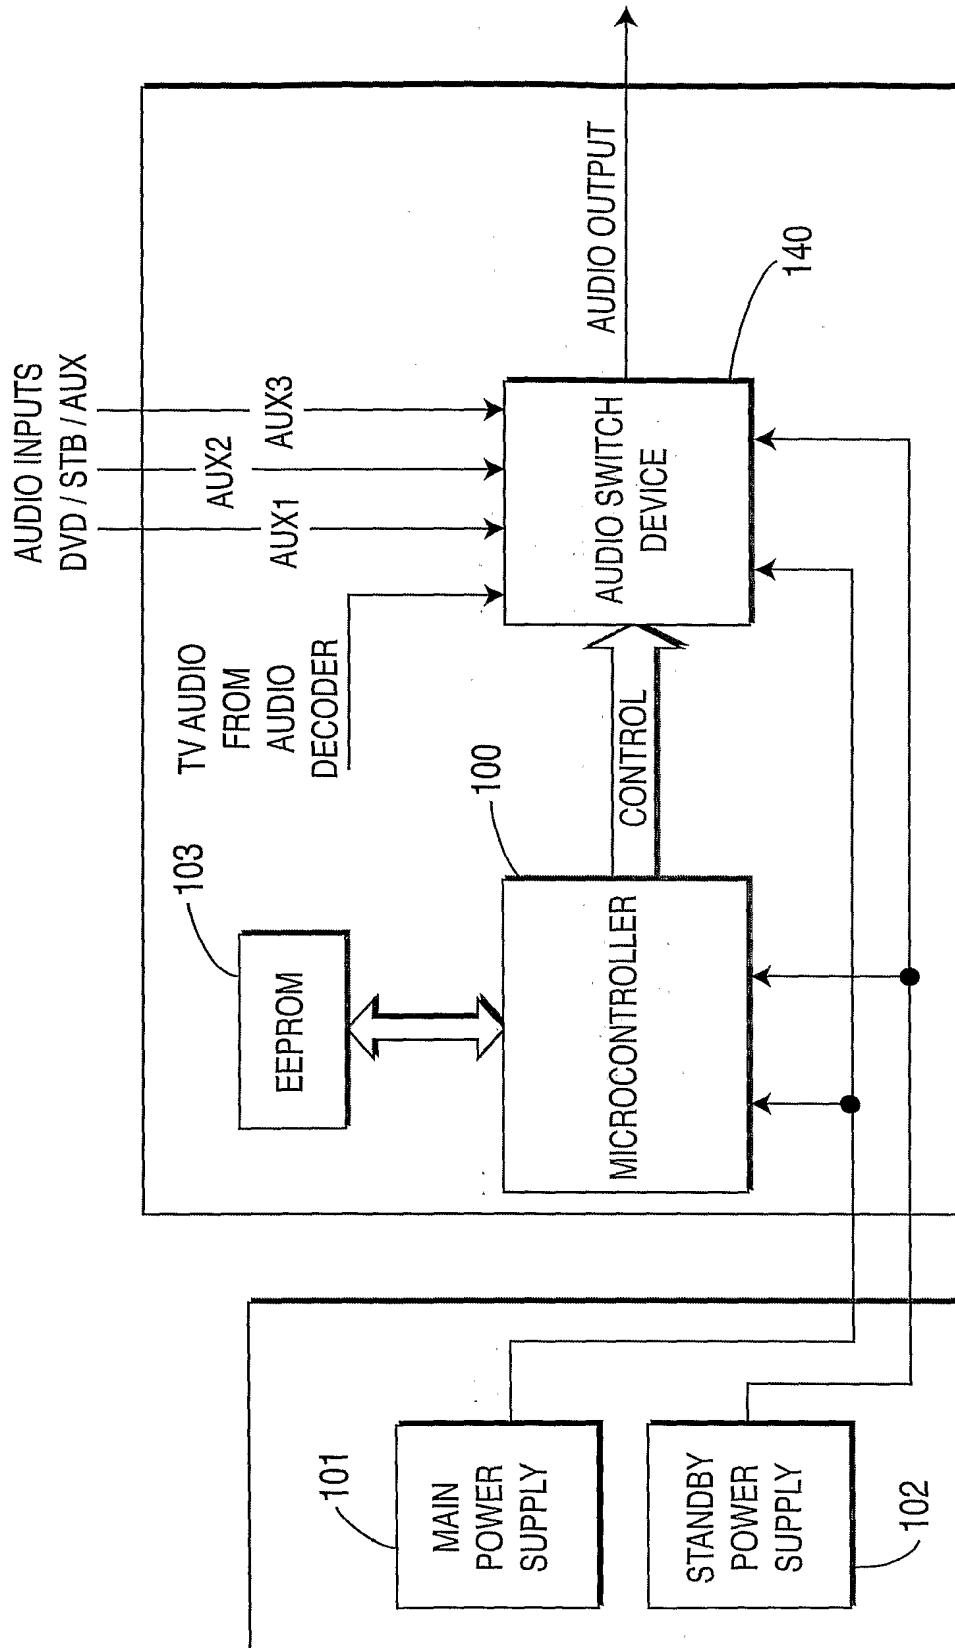 AUDIO INPUTS
DVD / STB / AUX
AUX1
AUX2
AUX3
TV AUDIO
FROM
AUDIO
DECODER
103
EEPROM
100
MICROCONTROLLER
CONTROL
AUDIO SWITCH
DEVICE
140
AUDIO OUTPUT
101
MAIN
POWER
SUPPLY
STANDBY
POWER
SUPPLY
102